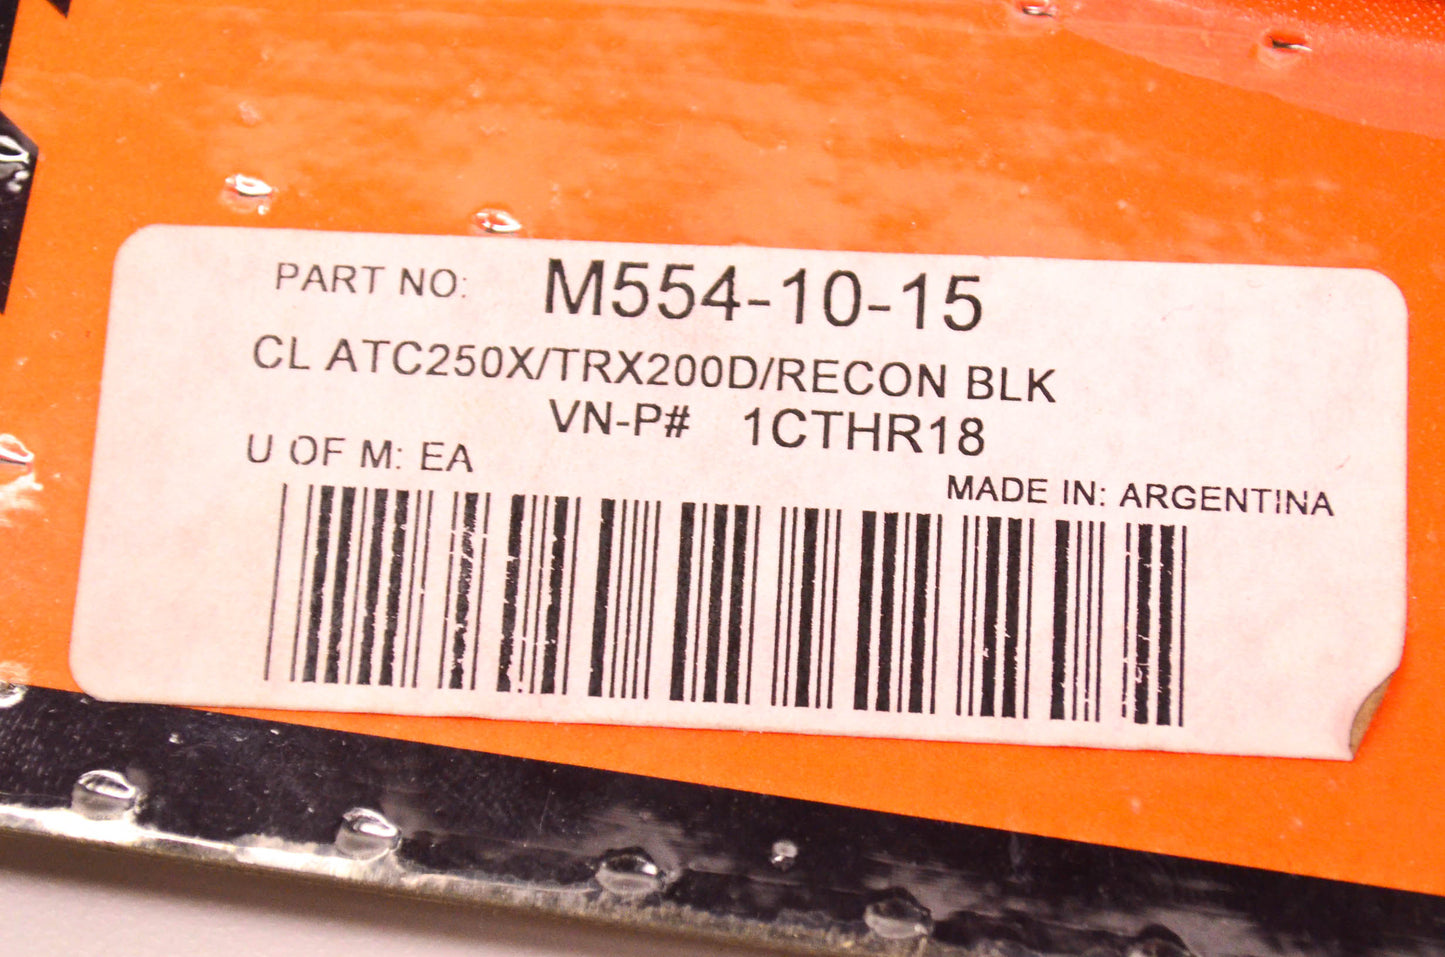 PART NO: M554-10-15
CL ATC250X/TRX200D/RECON BLK
VN-P# 1CTHR18
U OF M: EA
MADE IN: ARGENTINA